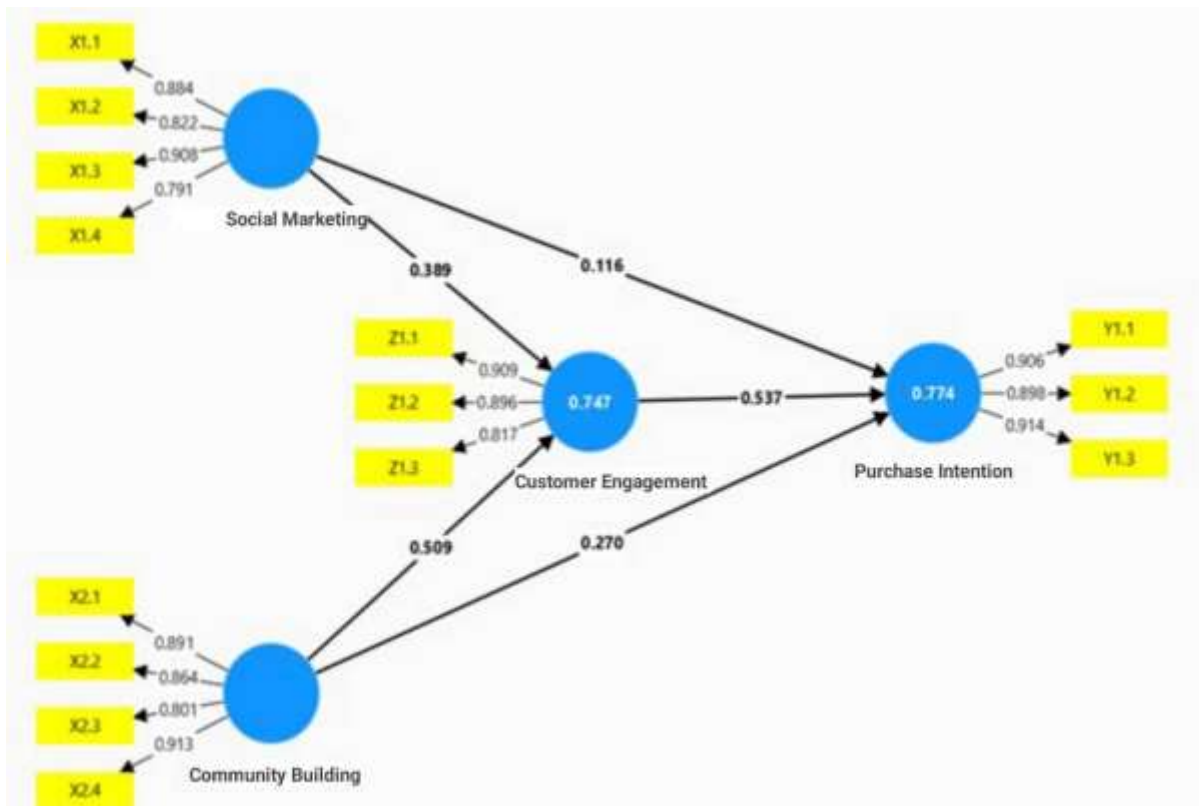 X1.1
0.884
X1.2
0.822
X1.3
0.908
0.791
X1.4
Social Marketing
0.389
0.116
Z1.1
0.909
Z1.2
0.896
Z1.3
0.817
0.747
Customer Engagement
0.537
0.774
Purchase Intention
Y1.1
0.906
Y1.2
0.898
Y1.3
0.914
0.509
0.270
X2.1
0.891
X2.2
0.864
X2.3
0.801
0.913
X2.4
Community Building